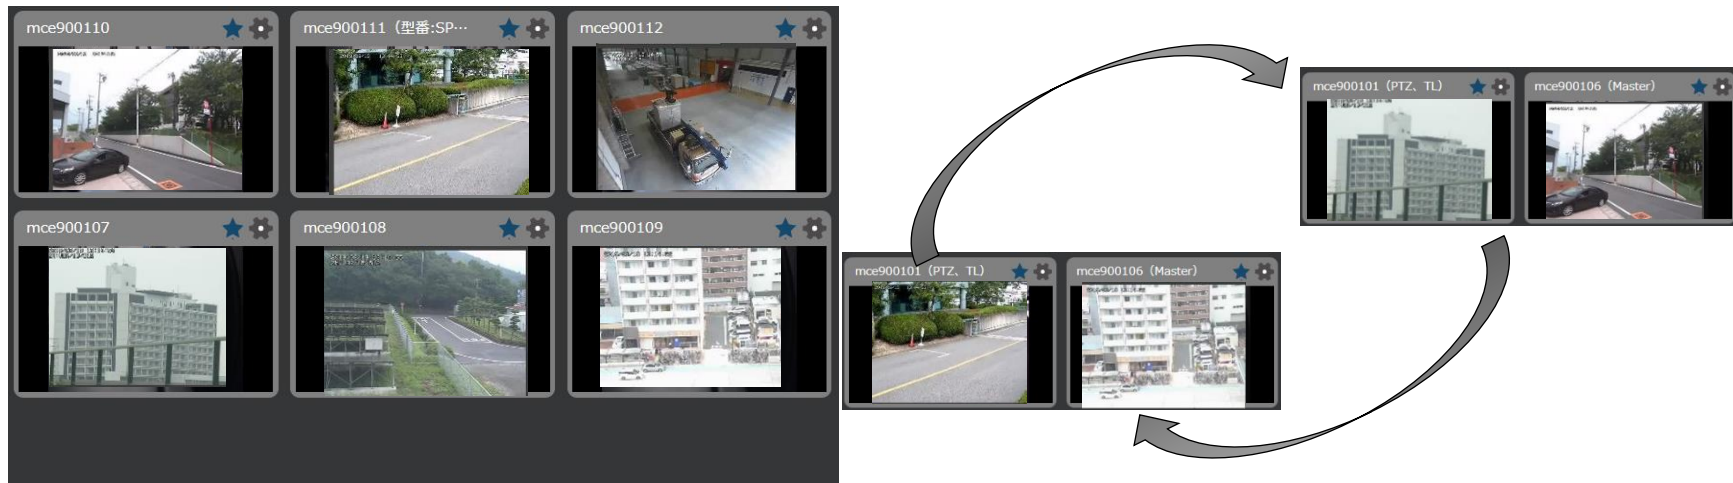 mce900110
mce900111（型番:SP…
mce900112
mce900107
mce900108
mce900109
mce900101（PTZ、TL）
mce900106（Master）
mce900101（PTZ、TL）
mce900106（Master）